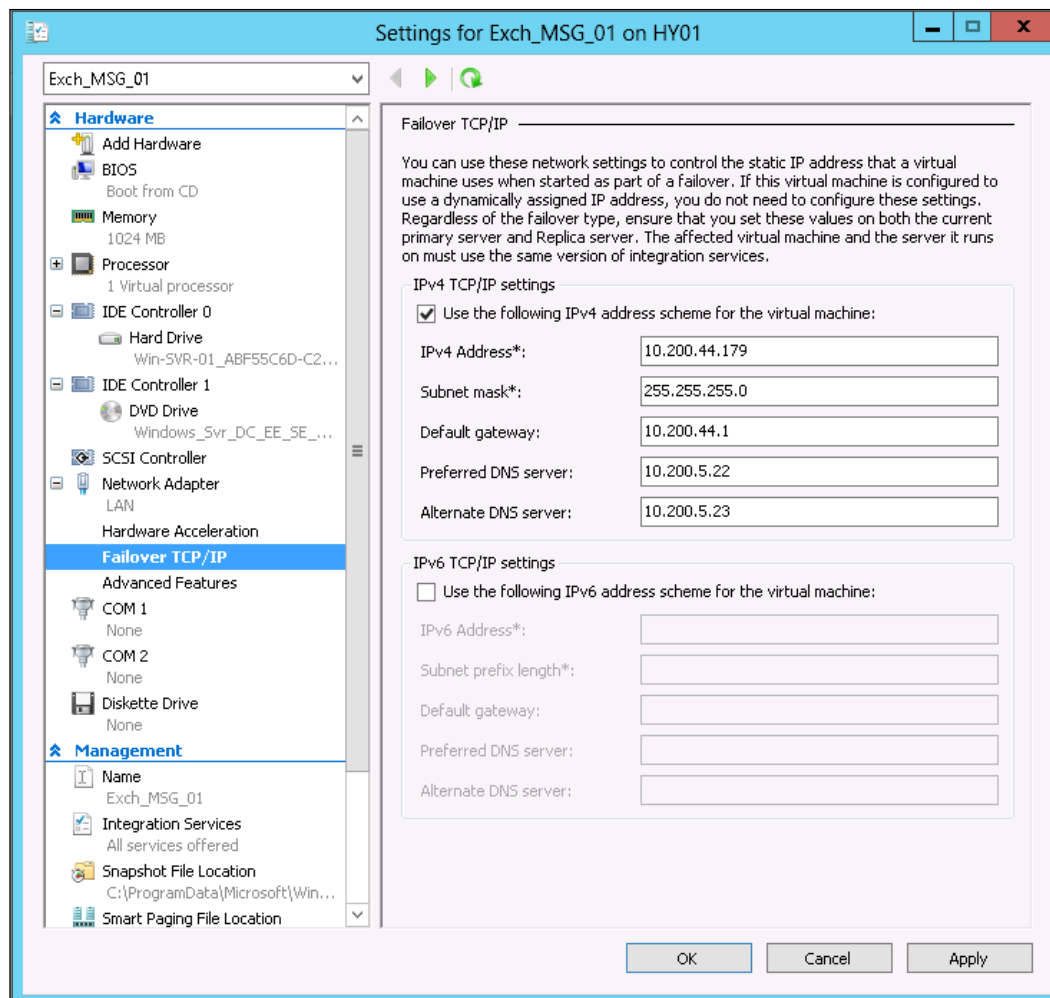 Settings for Exch_MSG_01 on HY01
Exch_MSG_01
Hardware
Add Hardware
BIOS
Boot from CD
Memory
1024 MB
Processor
1 Virtual processor
IDE Controller 0
Hard Drive
Win-SVR-01_ABF55C6D-C2...
IDE Controller 1
DVD Drive
Windows_Svr_DC_EE_SE_...
SCSI Controller
Network Adapter
LAN
Hardware Acceleration
Failover TCP/IP
Advanced Features
COM 1
None
COM 2
None
Diskette Drive
None
Management
Name
Exch_MSG_01
Integration Services
All services offered
Snapshot File Location
C:\ProgramData\Microsoft\Win...
Smart Paging File Location
Failover TCP/IP
You can use these network settings to control the static IP address that a virtual
machine uses when started as part of a failover. If this virtual machine is configured to
use a dynamically assigned IP address, you do not need to configure these settings.
Regardless of the failover type, ensure that you set these values on both the current
primary server and Replica server. The affected virtual machine and the server it runs
on must use the same version of integration services.
IPv4 TCP/IP settings
Use the following IPv4 address scheme for the virtual machine:
IPv4 Address*: 10.200.44.179
Subnet mask*: 255.255.255.0
Default gateway: 10.200.44.1
Preferred DNS server: 10.200.5.22
Alternate DNS server: 10.200.5.23
IPv6 TCP/IP settings
Use the following IPv6 address scheme for the virtual machine:
IPv6 Address*:
Subnet prefix length*:
Default gateway:
Preferred DNS server:
Alternate DNS server:
OK Cancel Apply